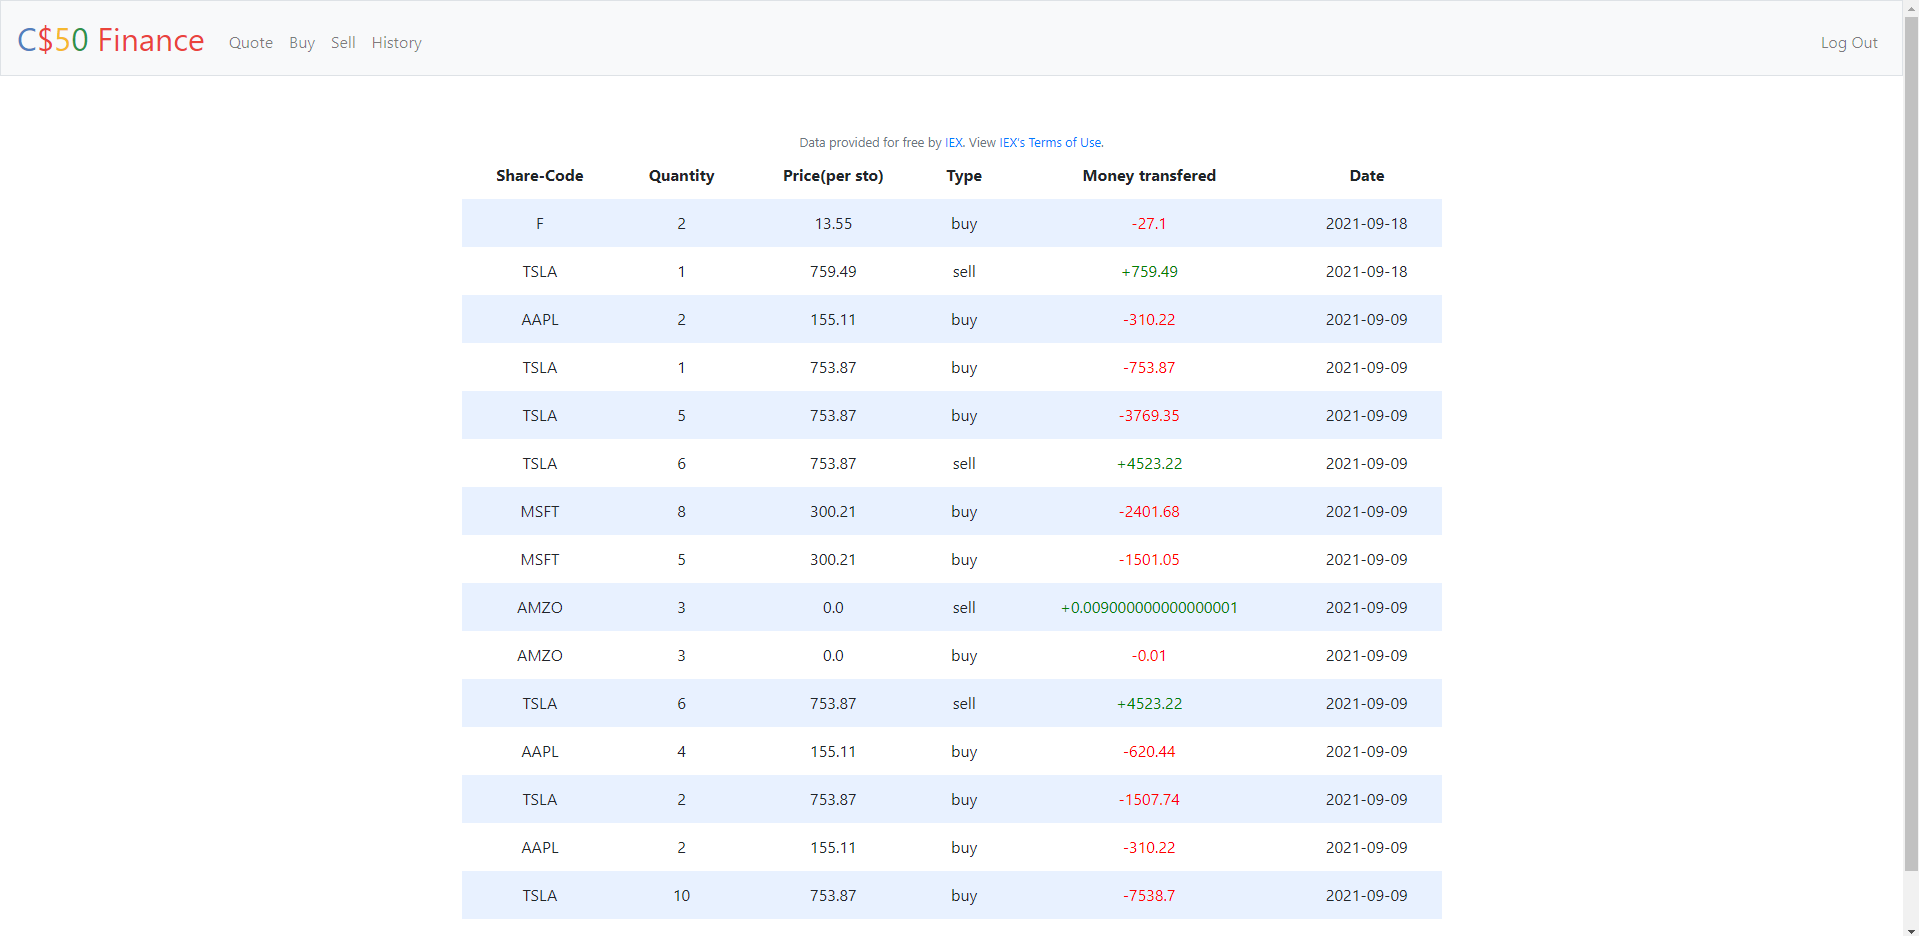 C$50 Finance Quote Buy Sell History Log Out
Data provided for free by IEX. View IEX's Terms of Use.
Share-Code Quantity Price(per sto) Type Money transfered Date
F 2 13.55 buy -27.1 2021-09-18
TSLA 1 759.49 sell +759.49 2021-09-18
AAPL 2 155.11 buy -310.22 2021-09-09
TSLA 1 753.87 buy -753.87 2021-09-09
TSLA 5 753.87 buy -3769.35 2021-09-09
TSLA 6 753.87 sell +4523.22 2021-09-09
MSFT 8 300.21 buy -2401.68 2021-09-09
MSFT 5 300.21 buy -1501.05 2021-09-09
AMZO 3 0.0 sell +0.009000000000000001 2021-09-09
AMZO 3 0.0 buy -0.01 2021-09-09
TSLA 6 753.87 sell +4523.22 2021-09-09
AAPL 4 155.11 buy -620.44 2021-09-09
TSLA 2 753.87 buy -1507.74 2021-09-09
AAPL 2 155.11 buy -310.22 2021-09-09
TSLA 10 753.87 buy -7538.7 2021-09-09